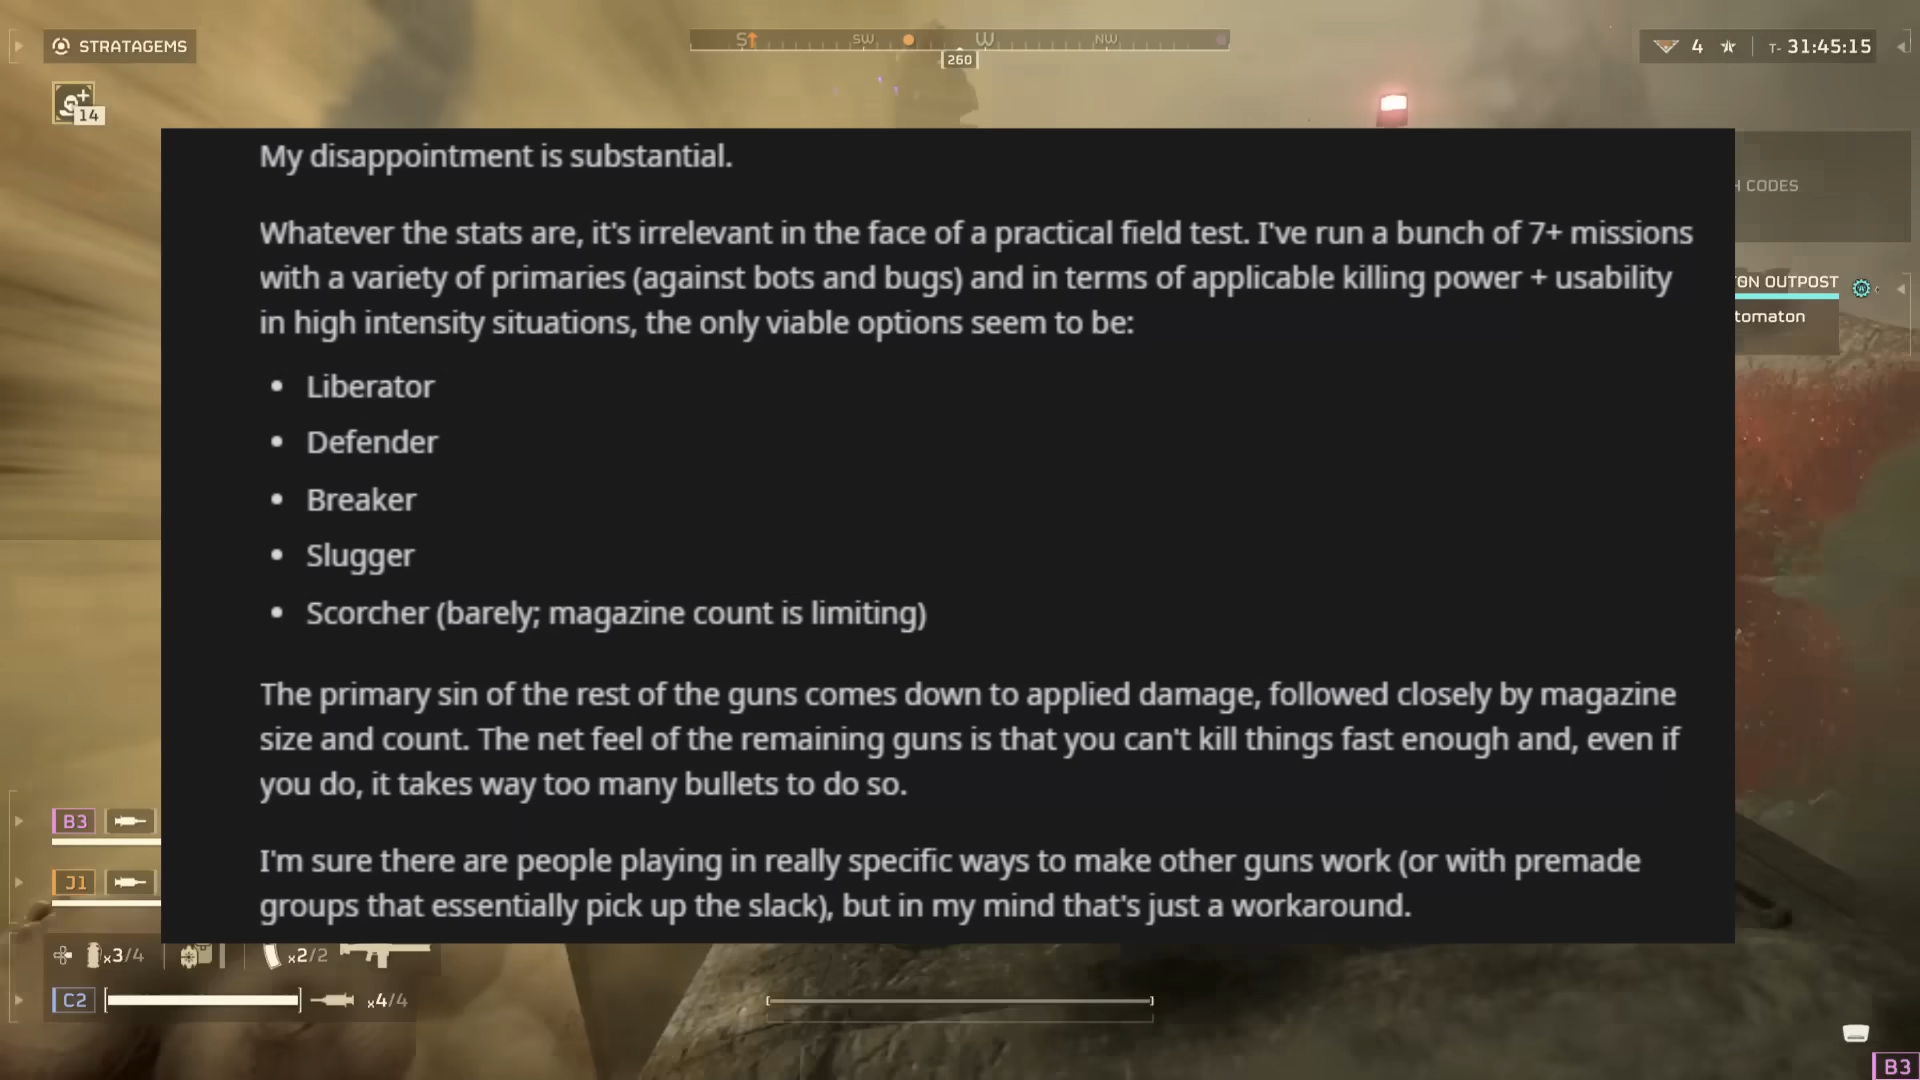 STRATAGEMS
S SW W NW
260
4 T- 31:45:15
14
My disappointment is substantial.
Whatever the stats are, it's irrelevant in the face of a practical field test. I've run a bunch of 7+ missions
with a variety of primaries (against bots and bugs) and in terms of applicable killing power + usability
in high intensity situations, the only viable options seem to be:
• Liberator
• Defender
• Breaker
• Slugger
• Scorcher (barely; magazine count is limiting)
The primary sin of the rest of the guns comes down to applied damage, followed closely by magazine
size and count. The net feel of the remaining guns is that you can't kill things fast enough and, even if
you do, it takes way too many bullets to do so.
I'm sure there are people playing in really specific ways to make other guns work (or with premade
groups that essentially pick up the slack), but in my mind that's just a workaround.
CODES
OUTPOST
tomaton
B3
J1
x3/4 x2/2
C2 x4/4
B3